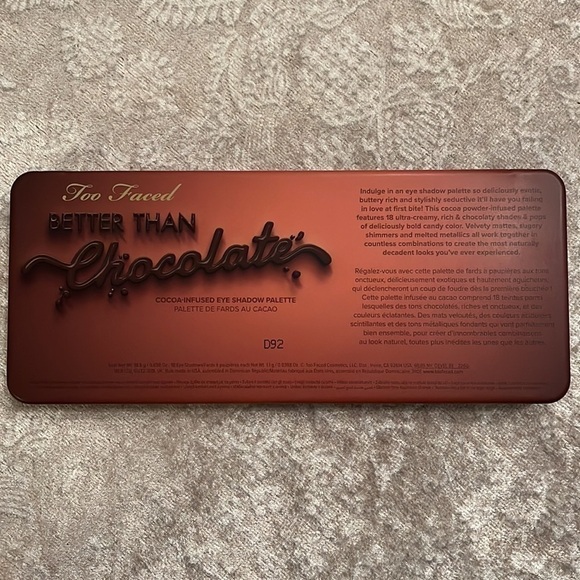 Too Faced
BETTER THAN
Chocolate
COCOA-INFUSED EYE SHADOW PALETTE
PALETTE DE FARDS AU CACAO
D92
Indulge in an eye shadow palette so deliciously exotic,
buttery rich and stylishly seductive it'll have you falling
in love at first bite! This cocoa powder-infused palette
features 18 ultra-creamy, rich & chocolaty shades & pops
of deliciously bold candy color. Velvety mattes, sugary
shimmers and melted metallics all work together in
countless combinations to create the most naturally
decadent looks you've ever experienced.
Régalez-vous avec cette palette de fards à paupières aux tons
onctueux, délicieusement exotiques et hautement aguicheurs,
qui déclencheront un coup de foudre dès la première bouchée!
Cette palette infusée au cacao comprend 18 teintes
lesquelles des tons chocolatés, riches et onctueux, et des
couleurs éclatantes. Des mats veloutés, des couleurs
scintillantes et des tons métalliques fondants qui vont parfaitement
bien ensemble, pour créer d'innombrables combinaisons
au look naturel, toutes plus inédites les unes que les autres.